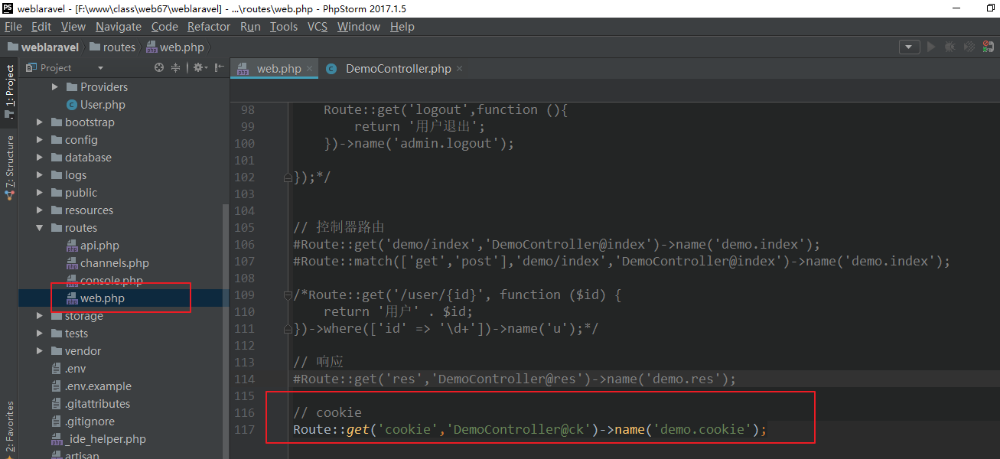 weblaravel - [F:\www\class\web67\weblaravel] - ...\routes\web.php - PhpStorm 2017.1.5
File Edit View Navigate Code Refactor Run Tools VCS Window Help
weblaravel routes web.php
1: Project
7: Structure
2: Favorites
Project
Providers
User.php
bootstrap
config
database
logs
public
resources
routes
api.php
channels.php
console.php
web.php
storage
tests
vendor
.env
.env.example
.gitattributes
.gitignore
_ide_helper.php
artisan
web.php DemoController.php
98 Route::get('logout',function (){
99 return '用户退出';
100 })->name('admin.logout');
101
102 });*/
103
104
105 // 控制器路由
106 #Route::get('demo/index','DemoController@index')->name('demo.index');
107 #Route::match(['get','post'],'demo/index','DemoController@index')->name('demo.index');
108
109 /*Route::get('/user/{id}', function ($id) {
110 return '用户' . $id;
111 })->where(['id' => '\d+'])->name('u');*/
112
113 // 响应
114 #Route::get('res','DemoController@res')->name('demo.res');
115
116 // cookie
117 Route::get('cookie','DemoController@ck')->name('demo.cookie');